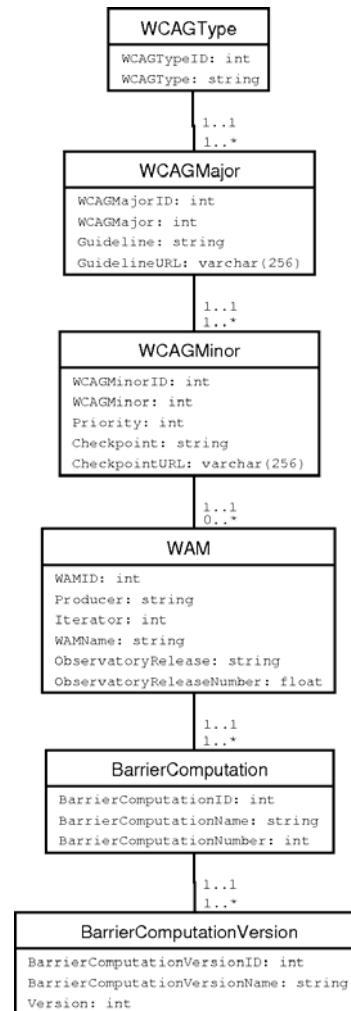 WCAGType
WCAGTypeID: int
WCAGType: string
1..1
1..*
WCAGMajor
WCAGMajorID: int
WCAGMajor: int
Guideline: string
GuidelineURL: varchar(256)
1..1
1..*
WCAGMinor
WCAGMinorID: int
WCAGMinor: int
Priority: int
Checkpoint: string
CheckpointURL: varchar(256)
1..1
0..*
WAM
WAMID: int
Producer: string
Iterator: int
WAMName: string
ObservatoryRelease: string
ObservatoryReleaseNumber: float
1..1
1..*
BarrierComputation
BarrierComputationID: int
BarrierComputationName: string
BarrierComputationNumber: int
1..1
1..*
BarrierComputationVersion
BarrierComputationVersionID: int
BarrierComputationVersionName: string
Version: int